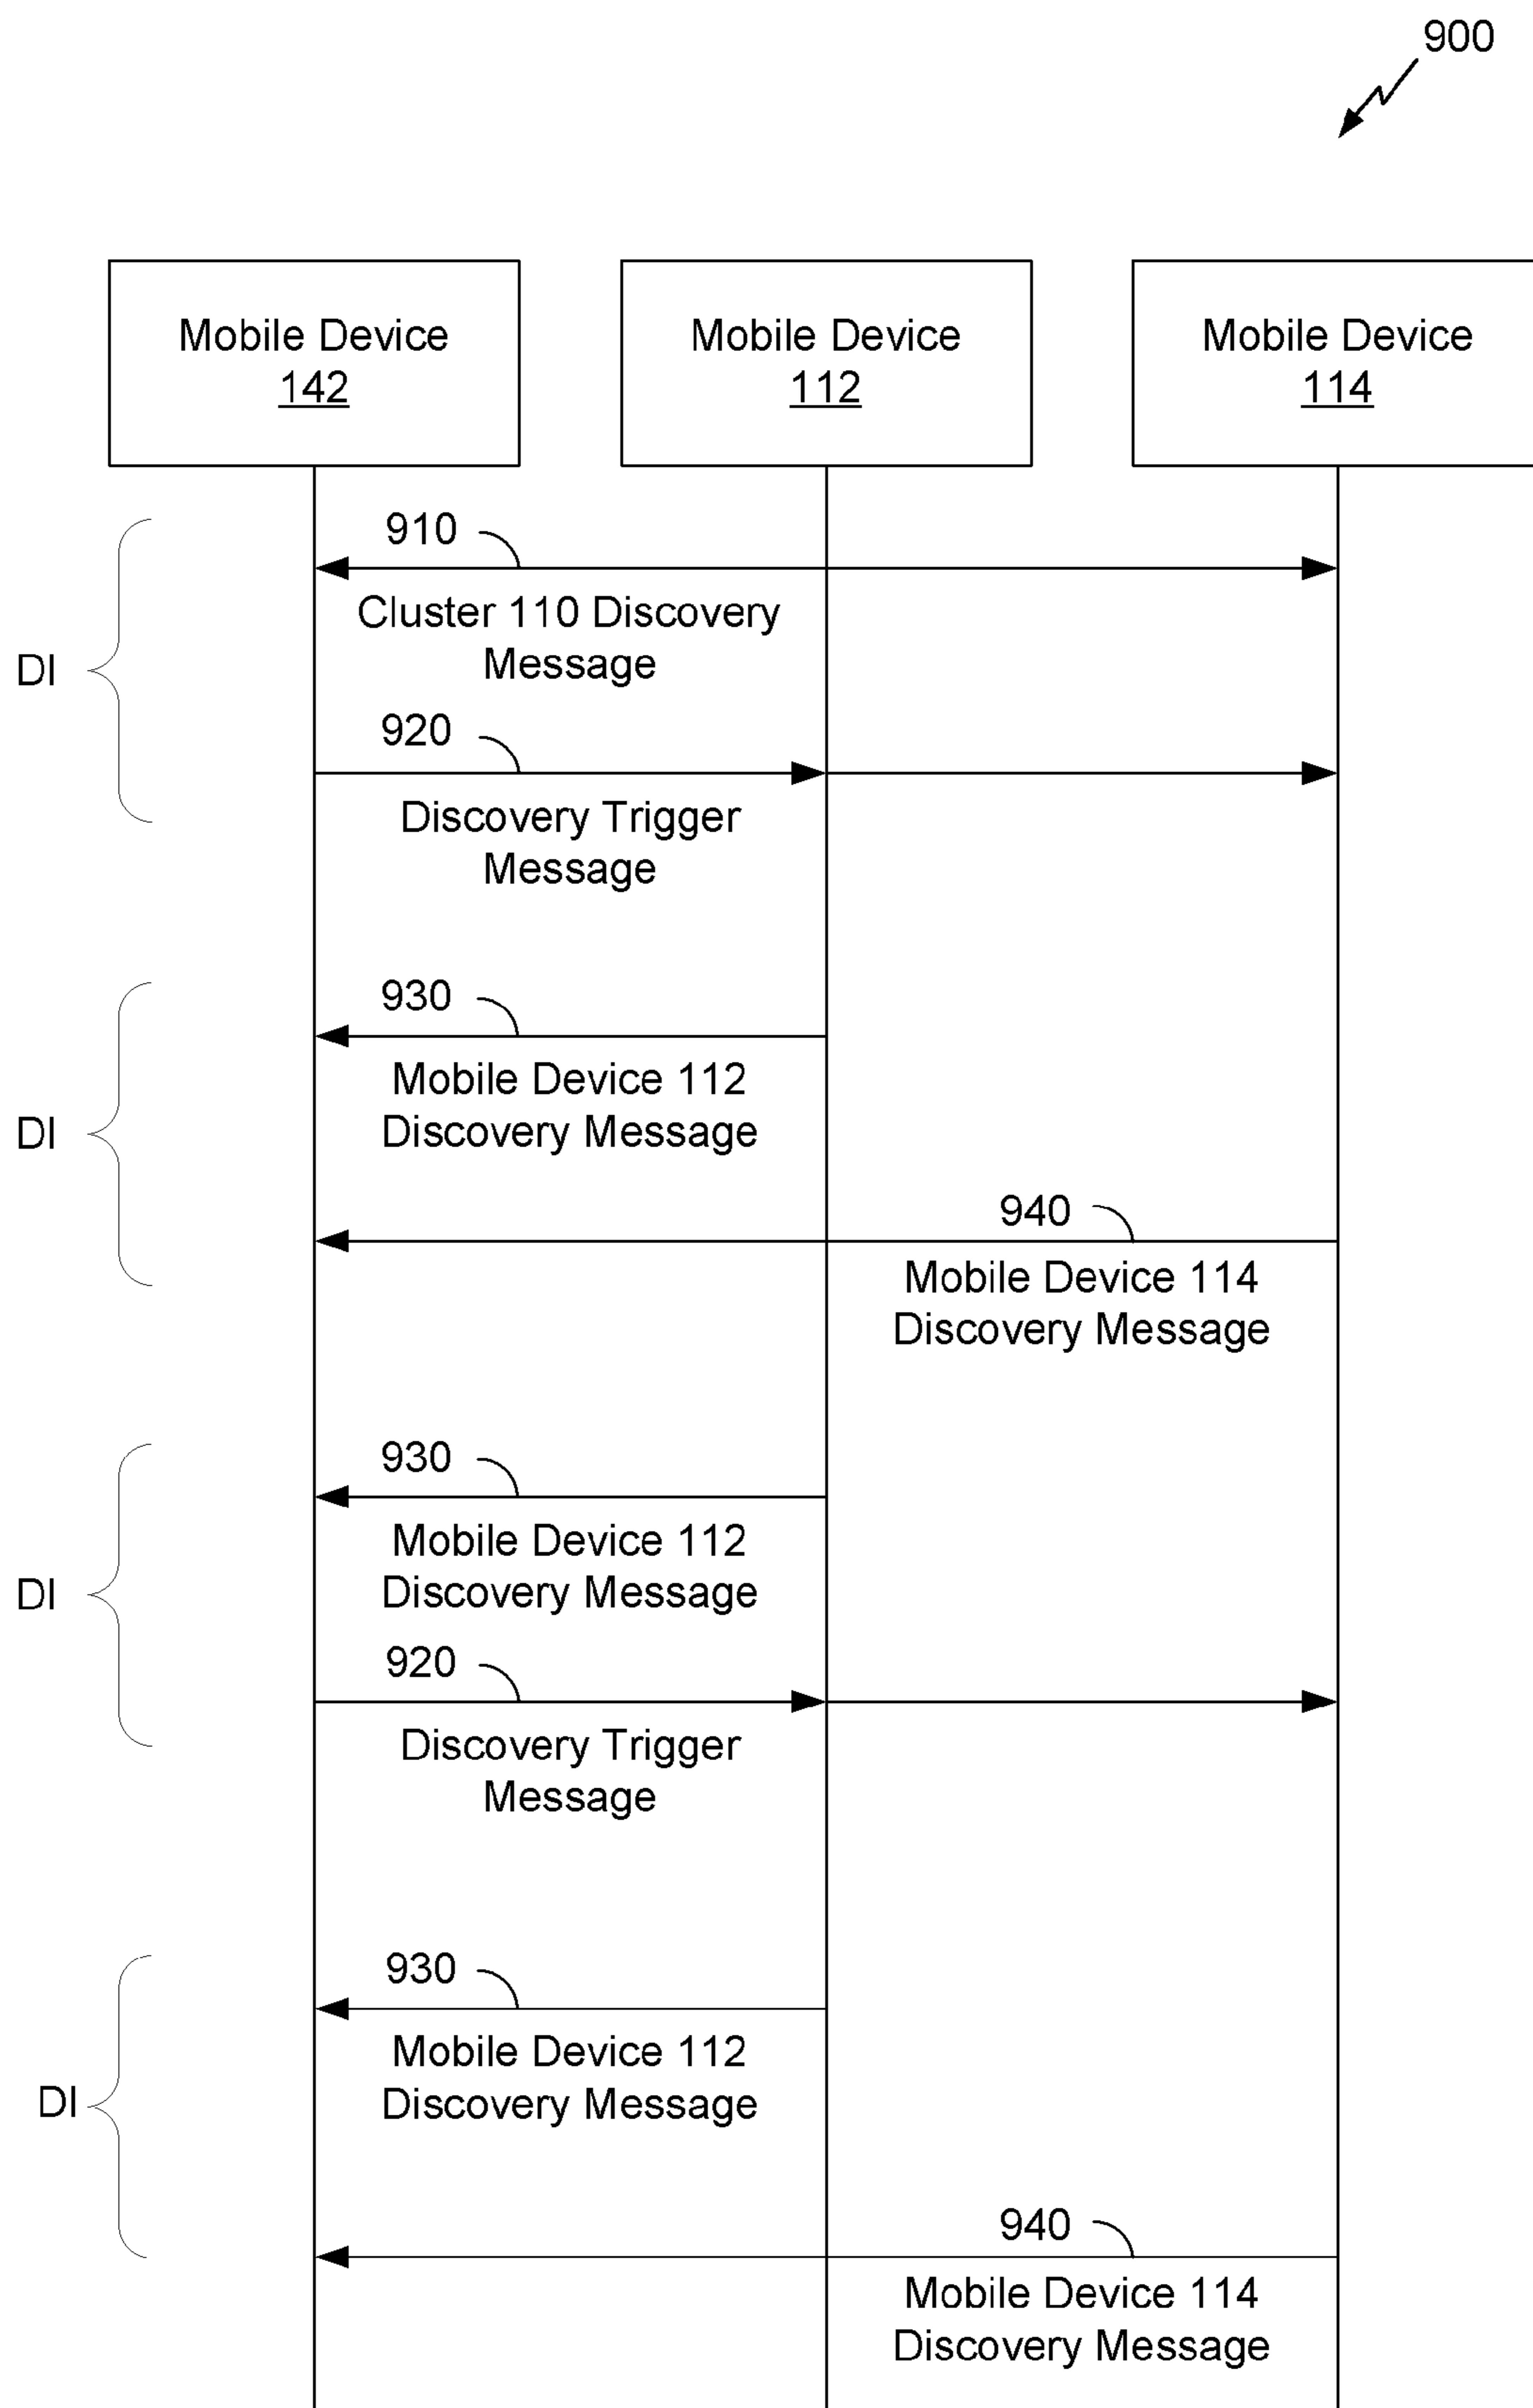 900
Mobile Device
142
Mobile Device
112
Mobile Device
114
910
Cluster 110 Discovery
Message
DI
920
Discovery Trigger
Message
930
Mobile Device 112
Discovery Message
DI
940
Mobile Device 114
Discovery Message
930
Mobile Device 112
Discovery Message
DI
920
Discovery Trigger
Message
930
Mobile Device 112
Discovery Message
DI
940
Mobile Device 114
Discovery Message